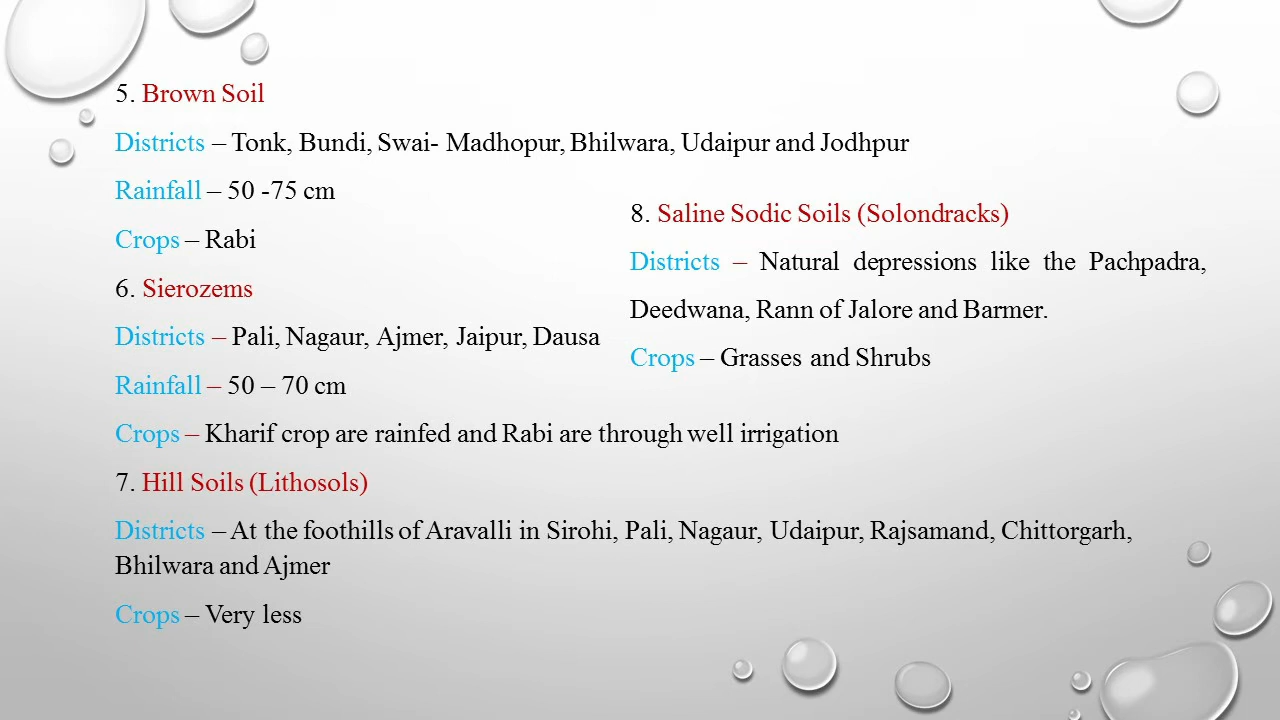 5. Brown Soil
Districts – Tonk, Bundi, Swai- Madhopur, Bhilwara, Udaipur and Jodhpur
Rainfall – 50 -75 cm
Crops – Rabi
6. Sierozems
Districts – Pali, Nagaur, Ajmer, Jaipur, Dausa
Rainfall – 50 – 70 cm
Crops – Kharif crop are rainfed and Rabi are through well irrigation
7. Hill Soils (Lithosols)
Districts – At the foothills of Aravalli in Sirohi, Pali, Nagaur, Udaipur, Rajsamand, Chittorgarh,
Bhilwara and Ajmer
Crops – Very less
8. Saline Sodic Soils (Solondracks)
Districts – Natural depressions like the Pachpadra,
Deedwana, Rann of Jalore and Barmer.
Crops – Grasses and Shrubs